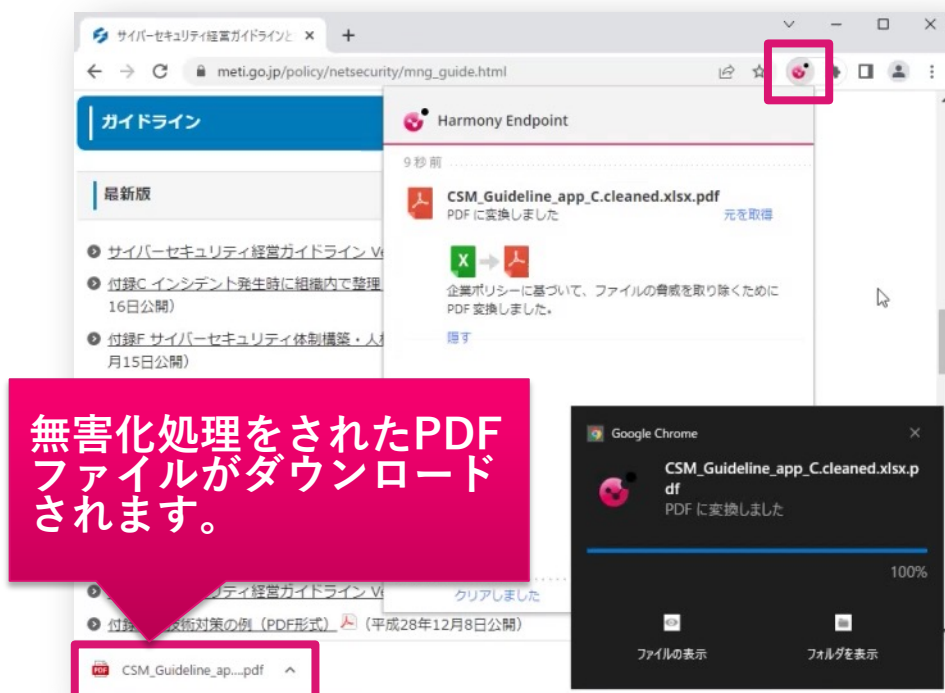 サイバーセキュリティ経営ガイドラインと
meti.go.jp/policy/netsecurity/mng_guide.html
ガイドライン
最新版
サイバーセキュリティ経営ガイドライン Ve
付録C インシデント発生時に組織内で整理
16日公開）
付録F サイバーセキュリティ体制構築・人
月15日公開）
Harmony Endpoint
9 秒 前
CSM_Guideline_app_C.cleaned.xlsx.pdf
PDF に変換しました
元を取得
企業ポリシーに基づいて、ファイルの脅威を取り除くために
PDF 変換しました。
隠す
無害化処理をされたPDF
ファイルがダウンロード
されます。
Google Chrome
CSM_Guideline_app_C.cleaned.xlsx.p
df
PDF に変換しました
100%
ファイルの表示
フォルダを表示
ティ経営ガイドライン Ve
クリアしました
技術対策の例（PDF形式）
（平成28年12月8日公開）
PDF
CSM_Guideline_ap....pdf